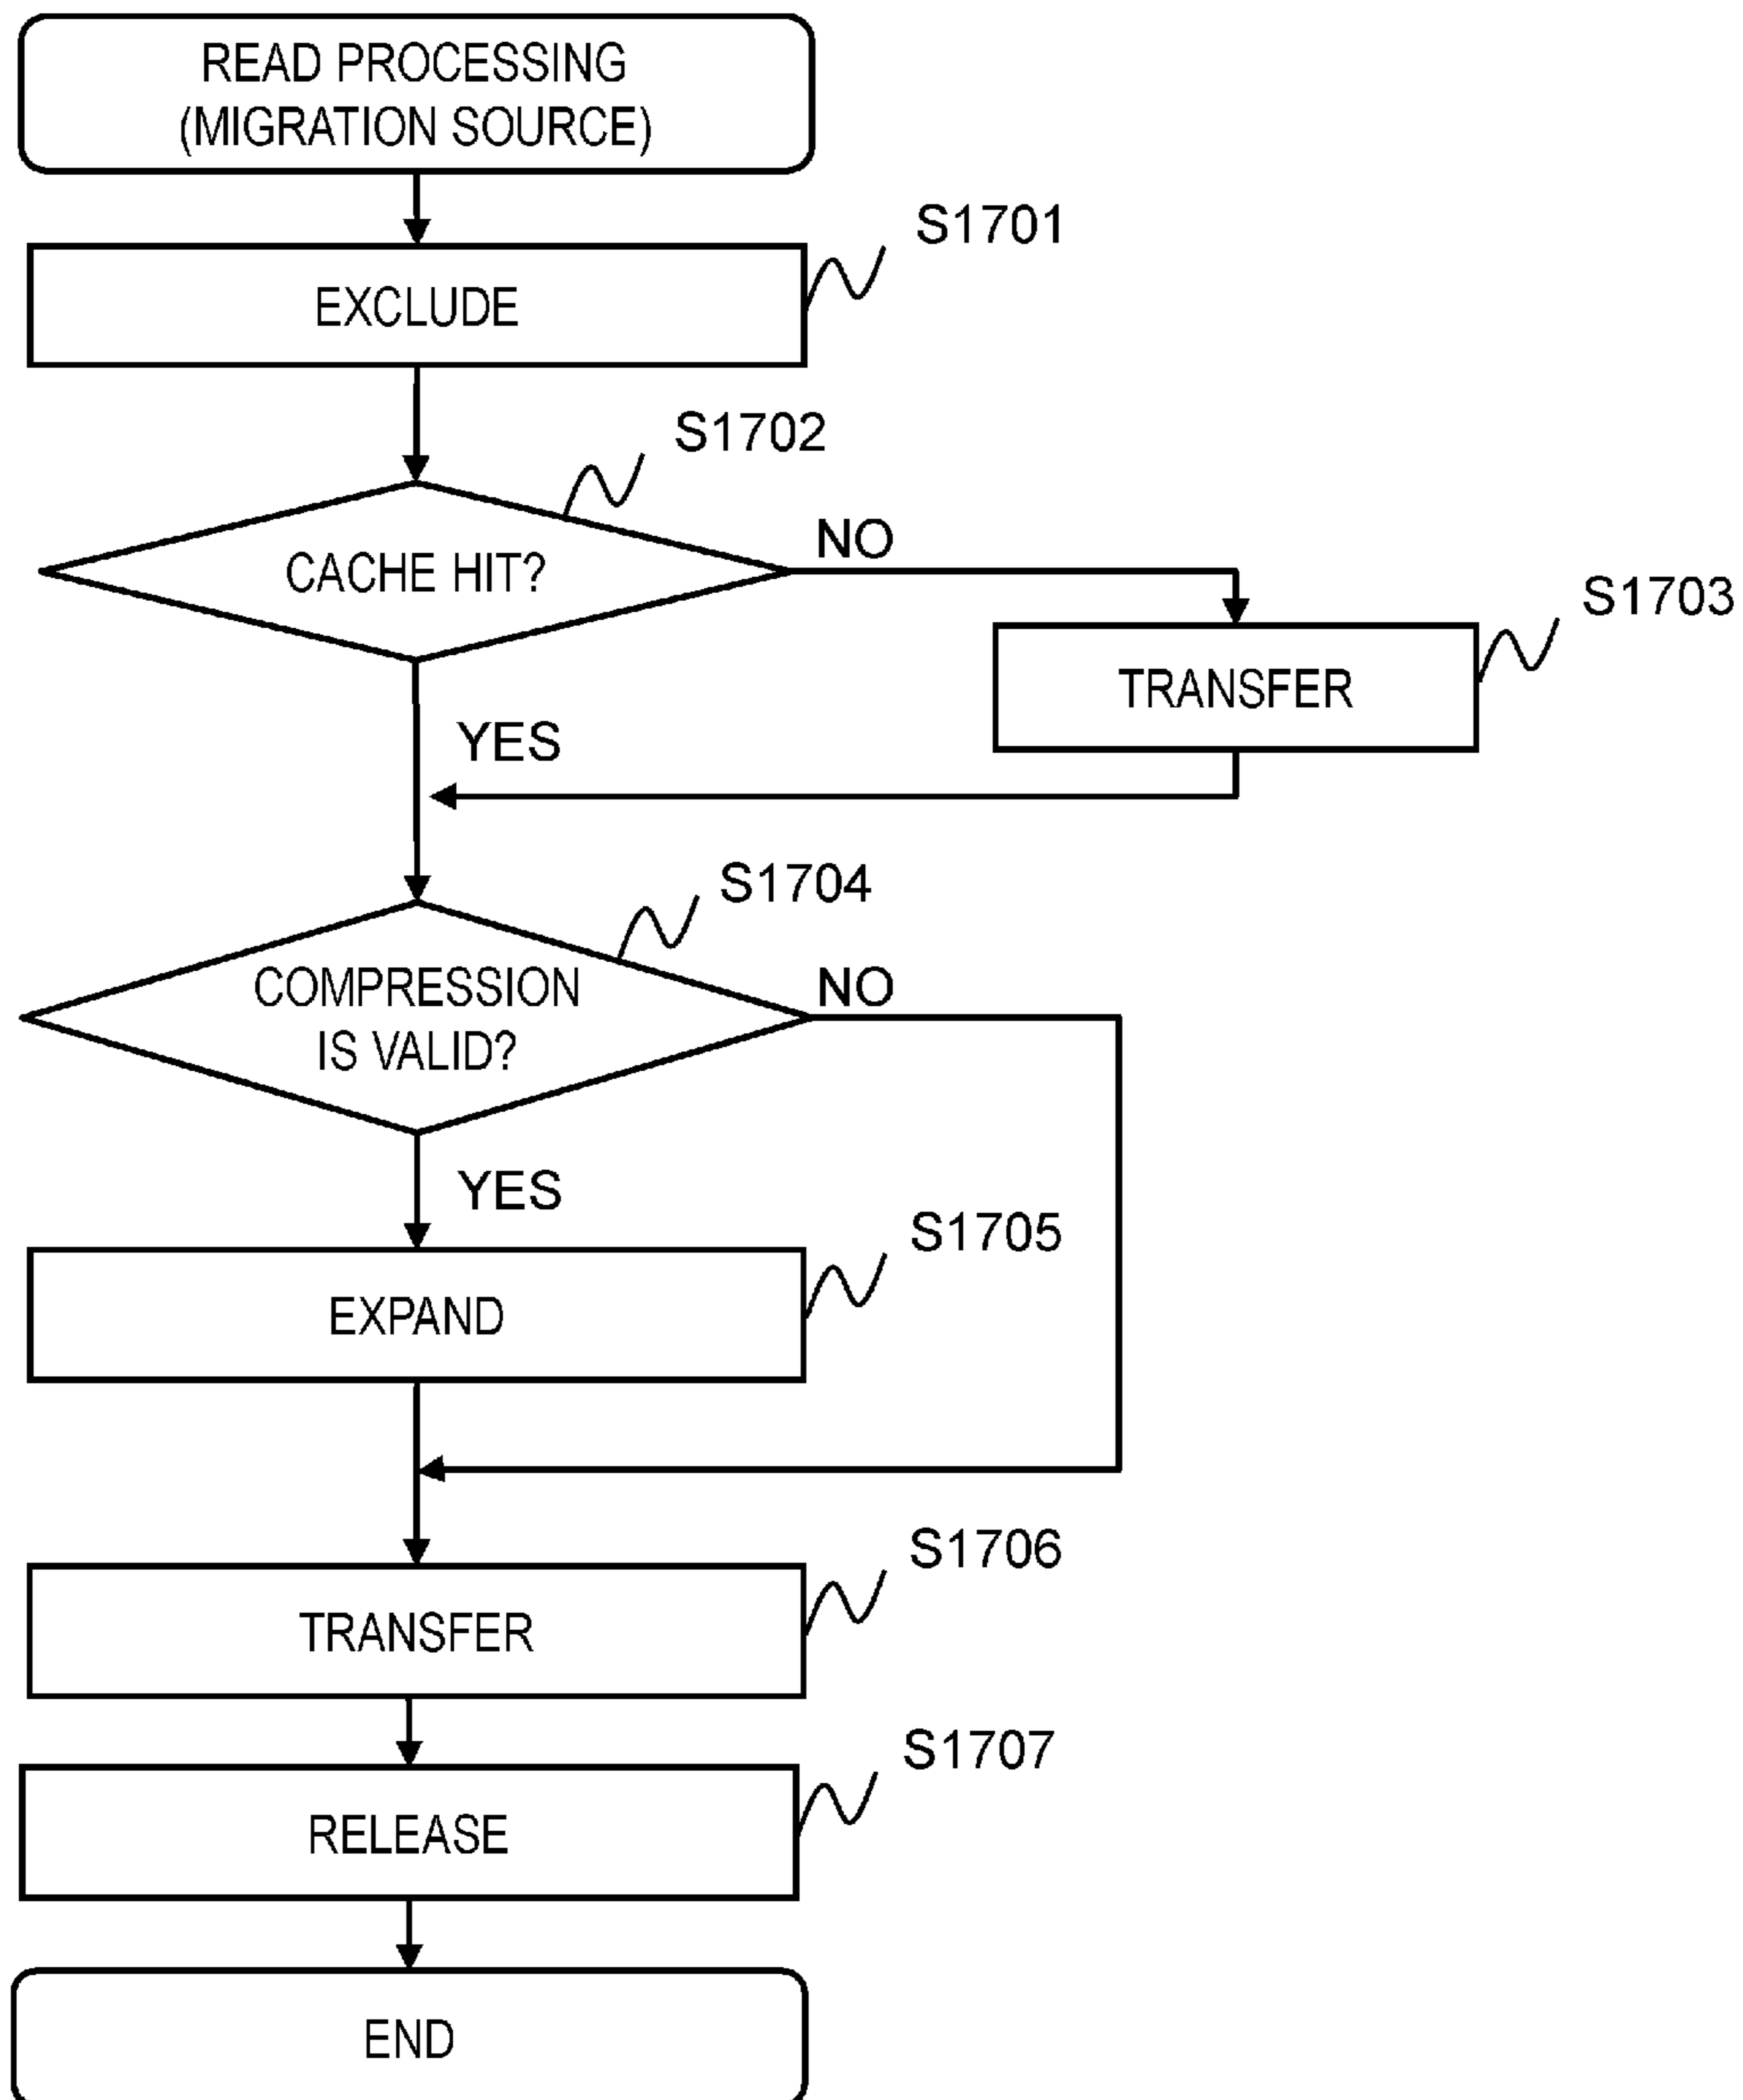 READ PROCESSING
(MIGRATION SOURCE)
S1701
EXCLUDE
S1702
CACHE HIT?
NO
S1703
TRANSFER
YES
S1704
COMPRESSION
IS VALID?
NO
YES
S1705
EXPAND
S1706
TRANSFER
S1707
RELEASE
END